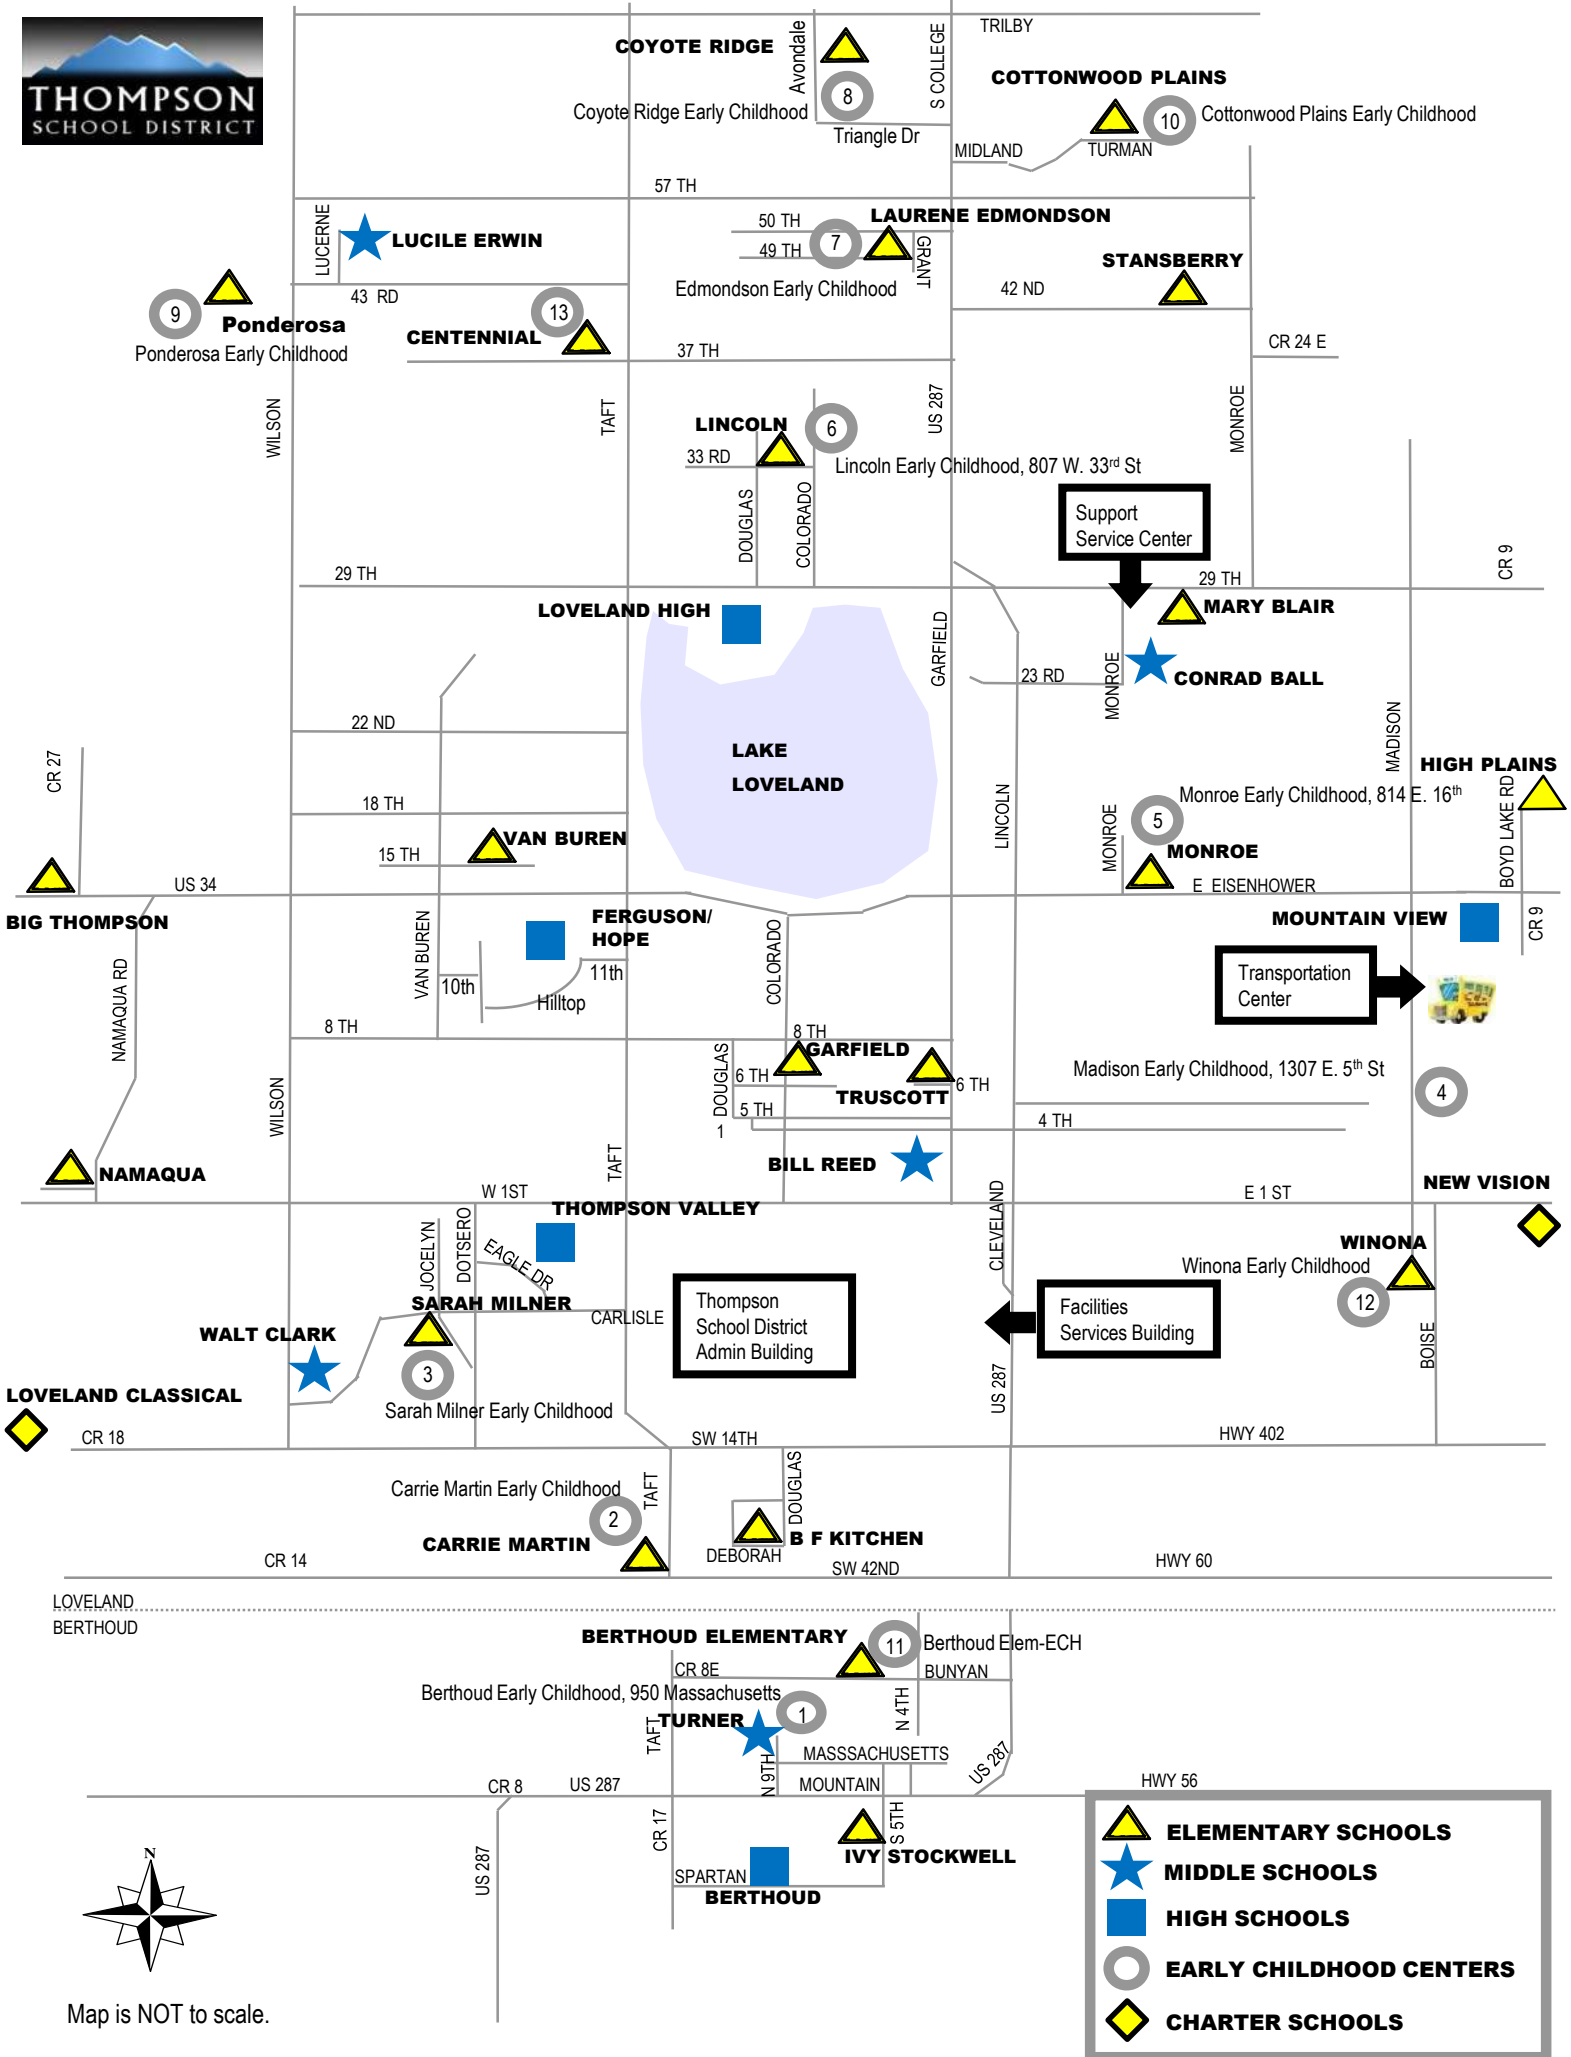 THOMPSON
SCHOOL DISTRICT
TRILBY
COYOTE RIDGE
Avondale
S COLLEGE
8
Coyote Ridge Early Childhood
Triangle Dr
COTTONWOOD PLAINS
10
Cottonwood Plains Early Childhood
MIDLAND
TURMAN
57 TH
LUCERNE
LUCILE ERWIN
50 TH
LAURENE EDMONDSON
7
49 TH
GRANT
Edmondson Early Childhood
STANSBERRY
42 ND
43 RD
9
Ponderosa
Ponderosa Early Childhood
13
CENTENNIAL
37 TH
CR 24 E
WILSON
TAFT
US 287
MONROE
LINCOLN
6
33 RD
Lincoln Early Childhood, 807 W. 33rd St
DOUGLAS
COLORADO
Support
Service Center
29 TH
29 TH
CR 9
LOVELAND HIGH
MARY BLAIR
GARFIELD
LINCOLN
23 RD
MONROE
CONRAD BALL
22 ND
LAKE
LOVELAND
MADISON
CR 27
HIGH PLAINS
Monroe Early Childhood, 814 E. 16th
5
18 TH
VAN BUREN
15 TH
MONROE
MONROE
BOYD LAKE RD
US 34
E EISENHOWER
BIG THOMPSON
FERGUSON/
HOPE
MOUNTAIN VIEW
CR 9
VAN BUREN
10th
11th
Hilltop
COLORADO
NAMAQUA RD
Transportation
Center
8 TH
8 TH
GARFIELD
DOUGLAS
6 TH
6 TH
TRUSCOTT
Madison Early Childhood, 1307 E. 5th St
4
5 TH
1
4 TH
WILSON
TAFT
BILL REED
NAMAQUA
W 1ST
E 1 ST
NEW VISION
THOMPSON VALLEY
JOCELYN
DOTSERO
EAGLE DR
CLEVELAND
WINONA
Winona Early Childhood
12
SARAH MILNER
CARLISLE
Thompson
School District
Admin Building
Facilities
Services Building
WALT CLARK
3
Sarah Milner Early Childhood
US 287
BOISE
LOVELAND CLASSICAL
CR 18
SW 14TH
HWY 402
Carrie Martin Early Childhood
2
TAFT
DOUGLAS
CARRIE MARTIN
B F KITCHEN
DEBORAH
CR 14
SW 42ND
HWY 60
LOVELAND
BERTHOUD
BERTHOUD ELEMENTARY
11
Berthoud Elem-ECH
CR 8E
BUNYAN
Berthoud Early Childhood, 950 Massachusetts
1
N 4TH
TURNER
TAFT
N 9TH
MASSSACHUSETTS
US 287
CR 8
US 287
MOUNTAIN
HWY 56
CR 17
S 5TH
IVY STOCKWELL
US 287
SPARTAN
BERTHOUD
ELEMENTARY SCHOOLS
MIDDLE SCHOOLS
HIGH SCHOOLS
EARLY CHILDHOOD CENTERS
CHARTER SCHOOLS
N
Map is NOT to scale.